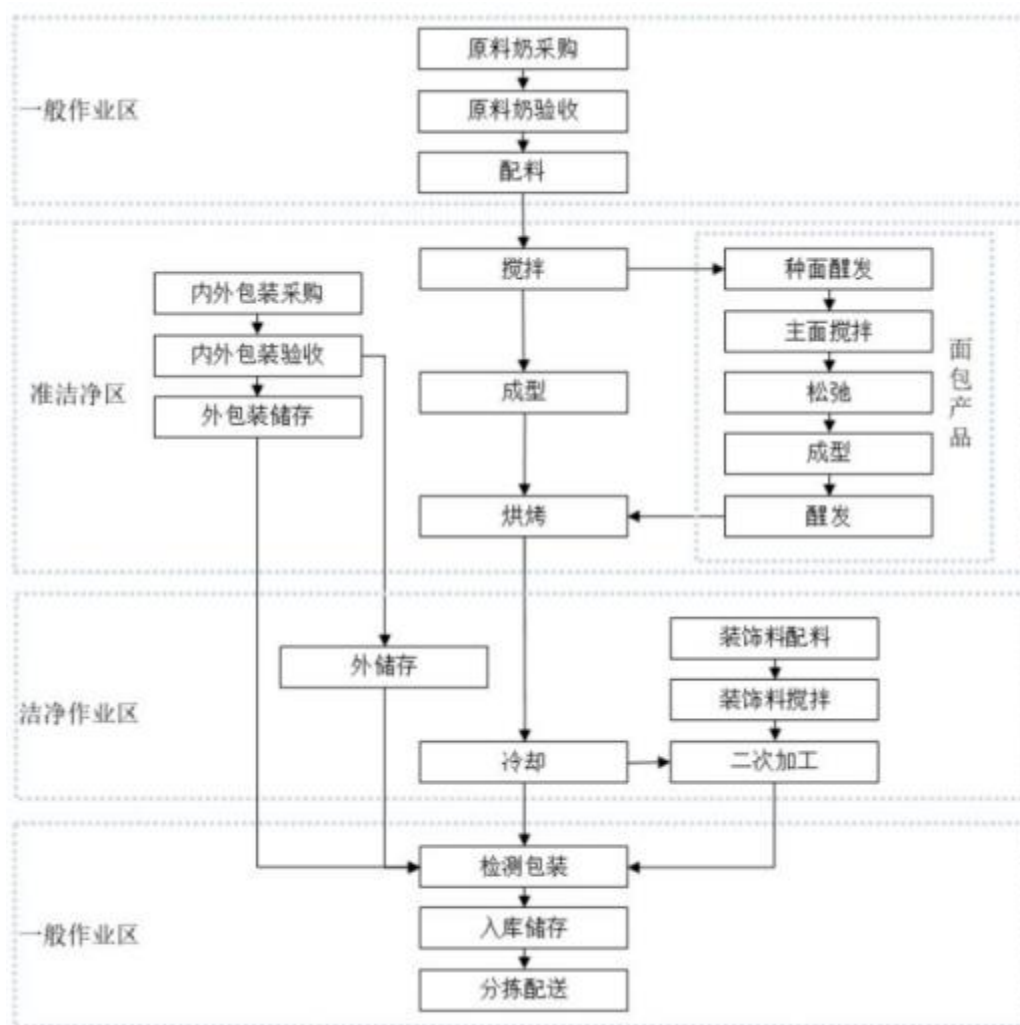 一般作业区
原料奶采购
原料奶验收
配料
准洁净区
搅拌
成型
烘烤
内外包装采购
内外包装验收
外包装储存
面包产品
种面醒发
主面搅拌
松弛
成型
醒发
洁净作业区
外储存
装饰料配料
装饰料搅拌
冷却
二次加工
一般作业区
检测包装
入库储存
分拣配送